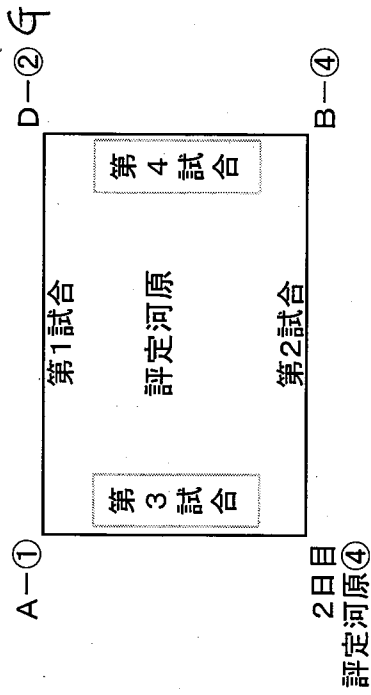 A－①
D－②
第1試合
第3試合
評定河原
第4試合
第2試合
2日目
評定河原④
B－④